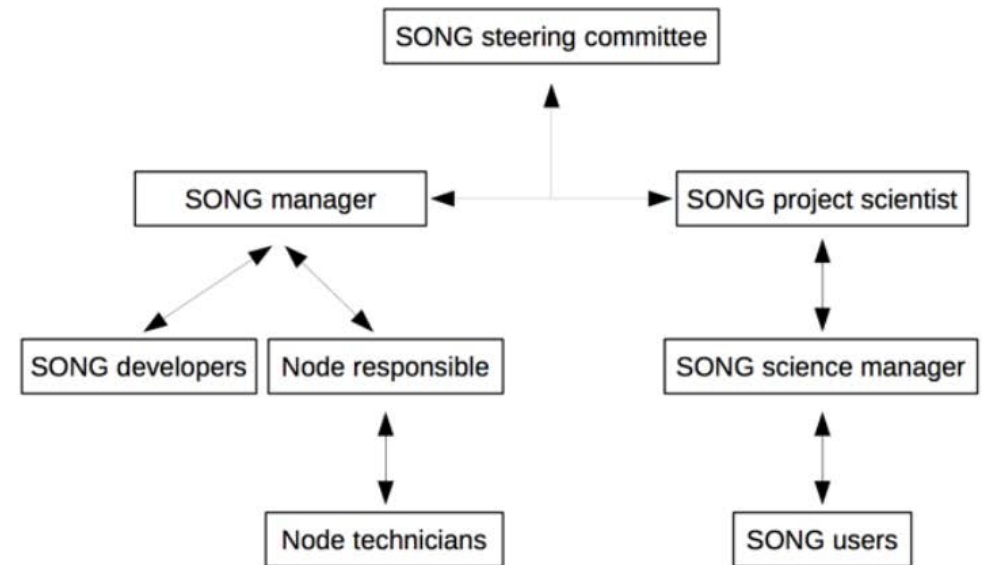 SONG steering committee
SONG manager
SONG project scientist
SONG developers
Node responsible
SONG science manager
Node technicians
SONG users